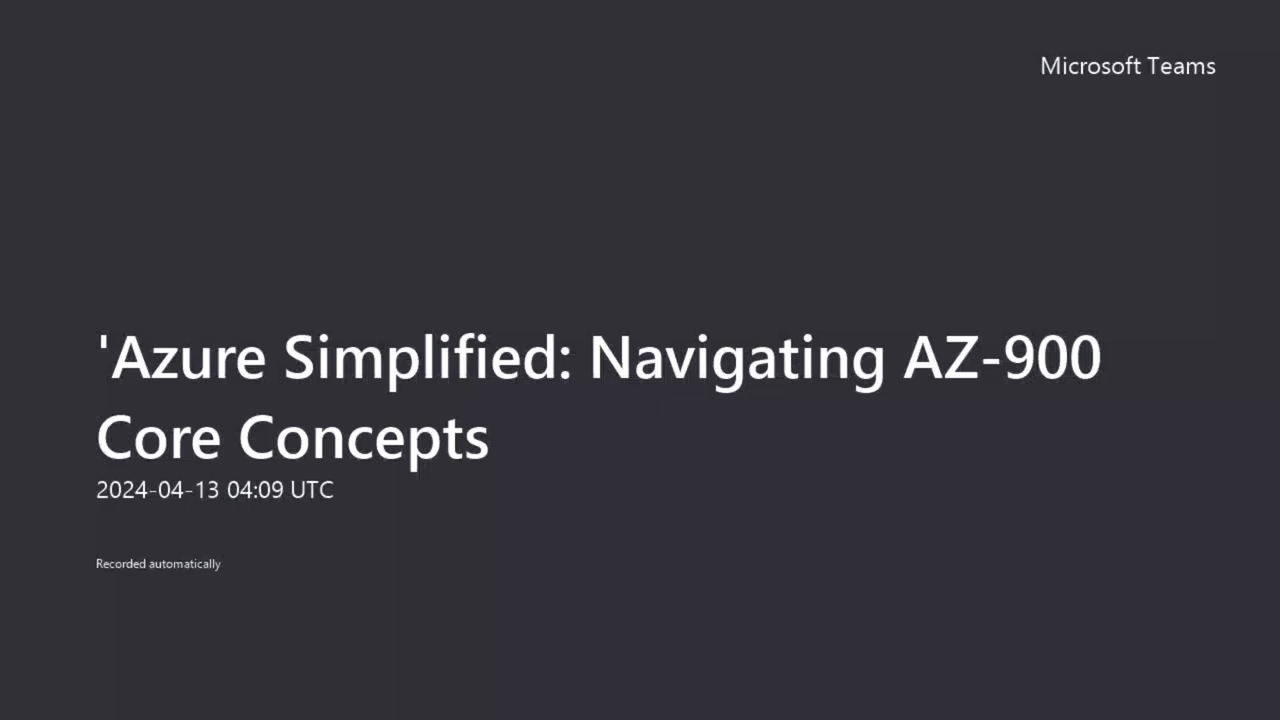 Microsoft Teams
'Azure Simplified: Navigating AZ-900
Core Concepts
2024-04-13 04:09 UTC
Recorded automatically